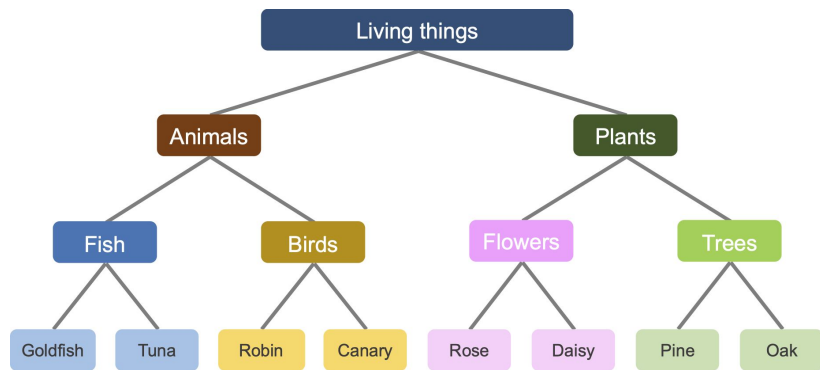 Living things
Animals
Plants
Fish
Birds
Flowers
Trees
Goldfish
Tuna
Robin
Canary
Rose
Daisy
Pine
Oak